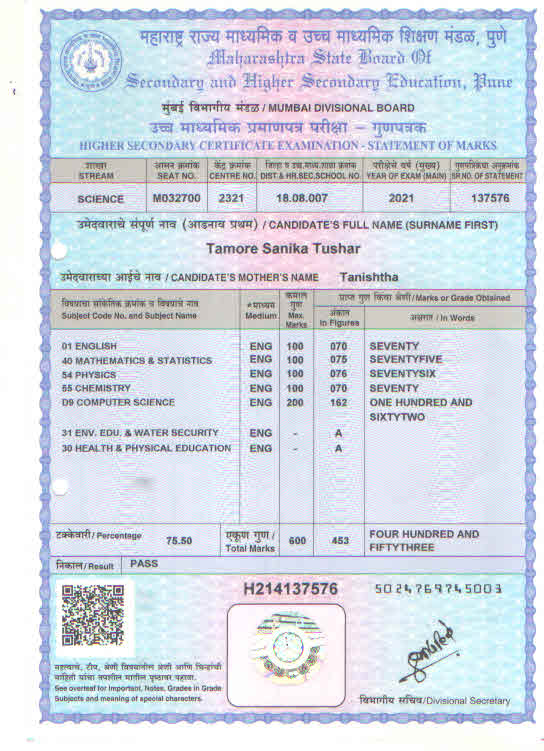 महाराष्ट्र राज्य माध्यमिक व उच्च माध्यमिक शिक्षण मंडळ, पुणे
Maharashtra State Board Of
Secondary and Higher Secondary Education, Pune
मुंबई विभागीय मंडळ / MUMBAI DIVISIONAL BOARD
उच्च माध्यमिक प्रमाणपत्र परीक्षा – गुणपत्रक
HIGHER SECONDARY CERTIFICATE EXAMINATION - STATEMENT OF MARKS
शाखा आसन क्रमांक केंद्र क्रमांक जिल्हा व उच्च.माध्य.शाळा क्रमांक परीक्षेचे वर्ष (मुख्य) गुणपत्रिकेचा अनुक्रमांक
STREAM SEAT NO. CENTRE NO. DIST & HR.SEC.SCHOOL NO. YEAR OF EXAM (MAIN) SR.NO. OF STATEMENT
SCIENCE M032700 2321 18.08.007 2021 137576
उमेदवाराचे संपूर्ण नाव (आडनाव प्रथम) / CANDIDATE'S FULL NAME (SURNAME FIRST)
Tamore Sanika Tushar
उमेदवाराच्या आईचे नाव / CANDIDATE'S MOTHER'S NAME Tanishtha
विषयाचा सांकेतिक क्रमांक व विषयाचे नाव
Subject Code No. and Subject Name
*माध्यम
Medium
कमाल
गुण
Max.
Marks
प्राप्त गुण किंवा श्रेणी/Marks or Grade Obtained
अंकात
In Figures
अक्षरात / In Words
01 ENGLISH ENG 100 070 SEVENTY
40 MATHEMATICS & STATISTICS ENG 100 075 SEVENTYFIVE
54 PHYSICS ENG 100 076 SEVENTYSIX
55 CHEMISTRY ENG 100 070 SEVENTY
D9 COMPUTER SCIENCE ENG 200 162 ONE HUNDRED AND
SIXTYTWO
31 ENV. EDU. & WATER SECURITY ENG - A
30 HEALTH & PHYSICAL EDUCATION ENG - A
टक्केवारी/ Percentage 75.50 एकूण गुण / Total Marks 600 453 FOUR HUNDRED AND
FIFTYTHREE
निकाल/ Result PASS
H214137576 5024769745003
महत्वाचे, टीप, श्रेणी विषयांतील श्रेणी आणि चिन्हांची
माहिती यांचा तपशील मागील पृष्ठावर पहावा.
See overleaf for Important, Notes, Grades in Grade
Subjects and meaning of special characters.
विभागीय सचिव/Divisional Secretary